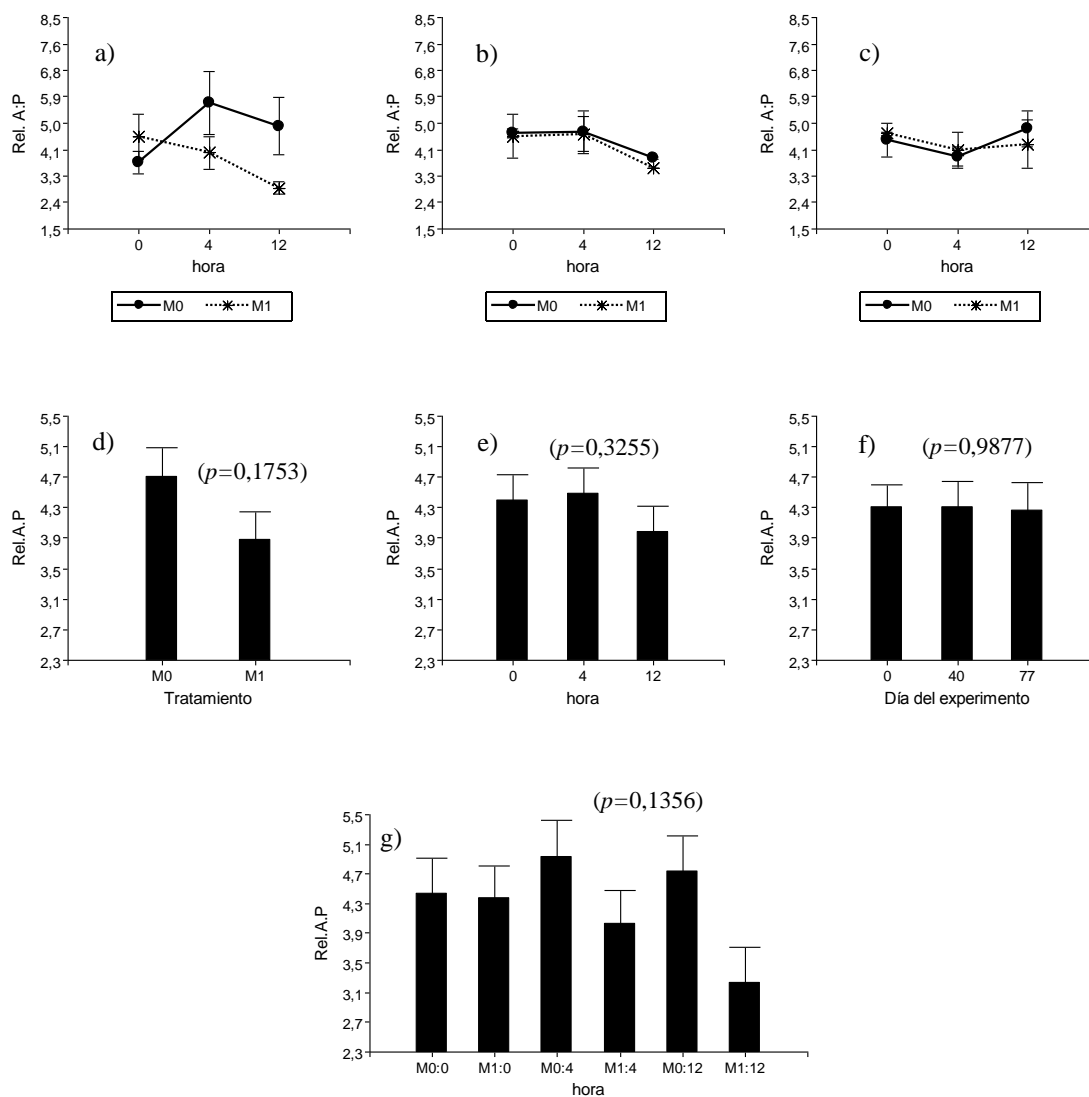 a)
Rel. A:P
8,5
7,6
6,8
5,9
5,0
4,1
3,3
2,4
1,5
0 4 12
hora
M0 M1
b)
8,5
7,6
6,8
5,9
5,0
4,1
3,3
2,4
1,5
Rel. A:P
0 4 12
hora
M0 M1
c)
8,5
7,6
6,8
5,9
5,0
4,1
3,3
2,4
1,5
Rel. A:P
0 4 12
hora
M0 M1
d)
(p=0,1753)
5,5
5,1
4,7
4,3
3,9
3,5
3,1
2,7
2,3
Rel.A.P
M0 M1
Tratamiento
e)
(p=0,3255)
5,5
5,1
4,7
4,3
3,9
3,5
3,1
2,7
2,3
Rel.A.P
0 4 12
hora
f)
(p=0,9877)
5,5
5,1
4,7
4,3
3,9
3,5
3,1
2,7
2,3
Rel.A.P
0 40 77
Día del experimento
g)
(p=0,1356)
5,5
5,1
4,7
4,3
3,9
3,5
3,1
2,7
2,3
Rel.A.P
M0:0 M1:0 M0:4 M1:4 M0:12 M1:12
hora